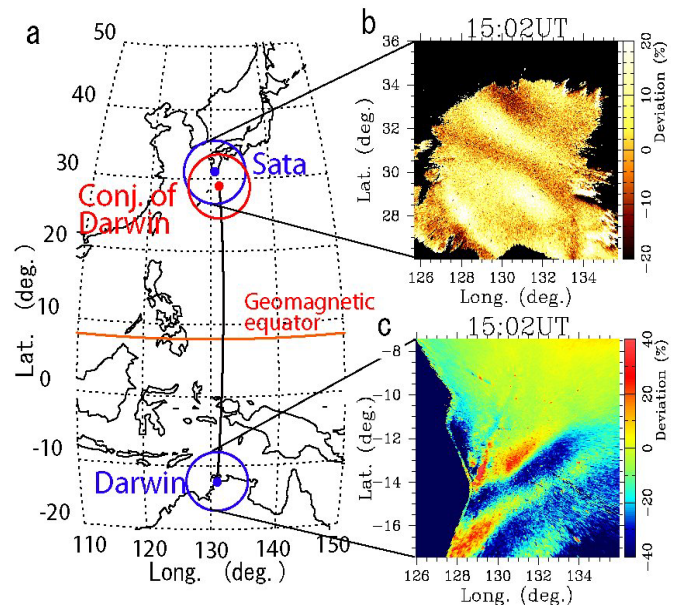 a
50
40
30
20
10
0
-10
-20
Lat. (deg.)
110 120 130 140 150
Long. (deg.)
Sata
Conj. of
Darwin
Geomagnetic
equator
Darwin
b
15:02UT
36
34
32
30
28
Lat. (deg.)
126 128 130 132 134
Long. (deg.)
20
10
0
-10
-20
Deviation (%)
c
15:02UT
-8
-10
-12
-14
-16
Lat. (deg.)
126 128 130 132 134 136
Long. (deg.)
40
20
0
-20
-40
Deviation (%)